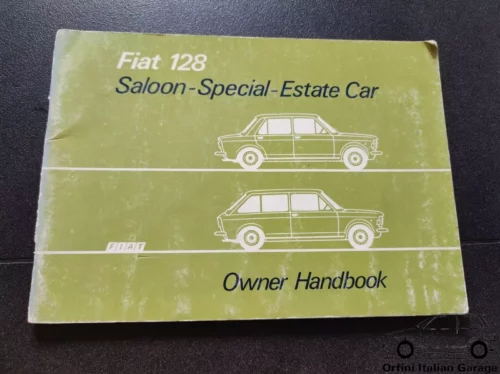 Fiat 128
Saloon-Special-Estate Car
FIAT
Owner Handbook
Orfini Italian Garage